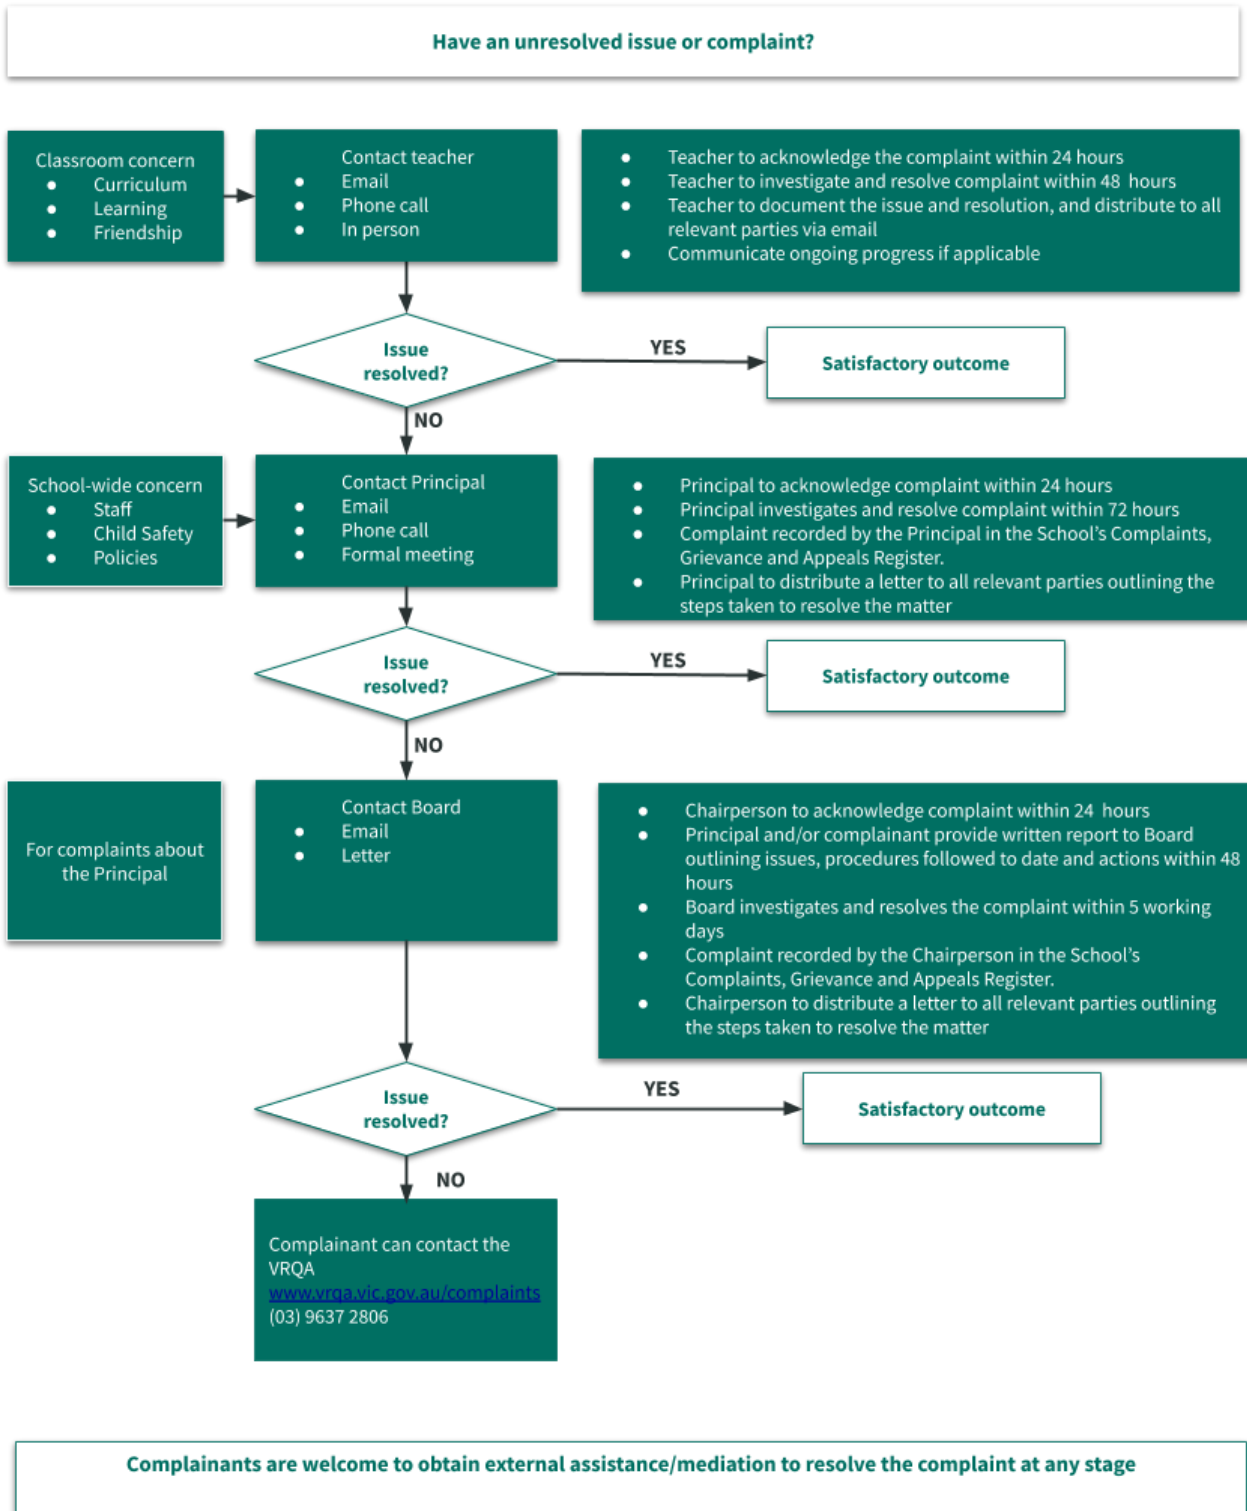 Have an unresolved issue or complaint?
Classroom concern
● Curriculum
● Learning
● Friendship
Contact teacher
● Email
● Phone call
● In person
● Teacher to acknowledge the complaint within 24 hours
● Teacher to investigate and resolve complaint within 48 hours
● Teacher to document the issue and resolution, and distribute to all
relevant parties via email
● Communicate ongoing progress if applicable
Issue
resolved?
YES
Satisfactory outcome
NO
School-wide concern
● Staff
● Child Safety
● Policies
Contact Principal
● Email
● Phone call
● Formal meeting
● Principal to acknowledge complaint within 24 hours
● Principal investigates and resolve complaint within 72 hours
● Complaint recorded by the Principal in the School's Complaints,
Grievance and Appeals Register.
● Principal to distribute a letter to all relevant parties outlining the
steps taken to resolve the matter
Issue
resolved?
YES
Satisfactory outcome
NO
For complaints about
the Principal
Contact Board
● Email
● Letter
● Chairperson to acknowledge complaint within 24 hours
● Principal and/or complainant provide written report to Board
outlining issues, procedures followed to date and actions within 48
hours
● Board investigates and resolves the complaint within 5 working
days
● Complaint recorded by the Chairperson in the School's
Complaints, Grievance and Appeals Register.
● Chairperson to distribute a letter to all relevant parties outlining
the steps taken to resolve the matter
Issue
resolved?
YES
Satisfactory outcome
NO
Complainant can contact the
VRQA
www.vrqa.vic.gov.au/complaints
(03) 9637 2806
Complainants are welcome to obtain external assistance/mediation to resolve the complaint at any stage